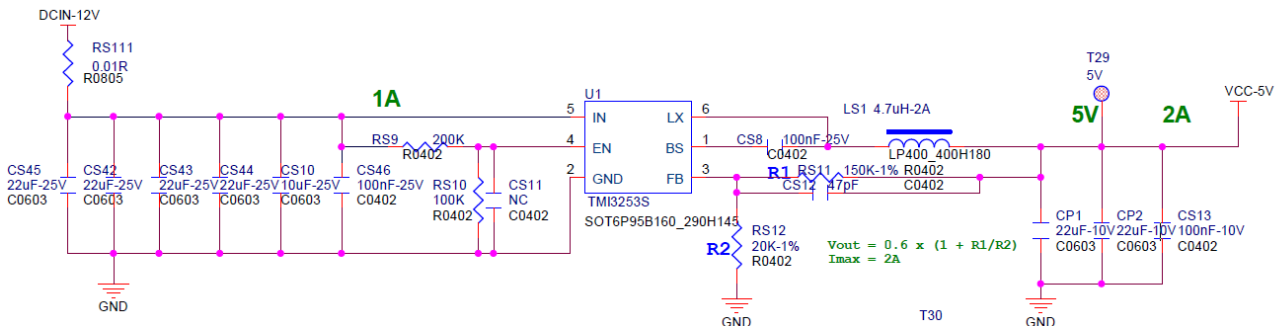 DCIN-12V
RS111
0.01R
R0805
1A
T29
5V
VCC-5V
5V
2A
U1
5 IN LX 6
4 EN BS 1
2 GND FB 3
TMI3253S
SOT6P95B160_290H145
LS1 4.7uH-2A
LP400_400H180
CS8 100nF-25V
C0402
RS9 200K
R0402
CS45
22uF-25V
C0603
CS42
22uF-25V
C0603
CS43
22uF-25V
C0603
CS44
22uF-25V
C0603
CS10
10uF-25V
C0603
CS46
100nF-25V
C0402
RS10
100K
R0402
CS11
NC
C0402
R1
RS11 150K-1%
R0402
CS12 47pF
C0402
R2
RS12
20K-1%
R0402
Vout = 0.6 x (1 + R1/R2)
Imax = 2A
CP1
22uF-10V
C0603
CP2
22uF-10V
C0603
CS13
100nF-10V
C0402
GND
GND
GND
T30